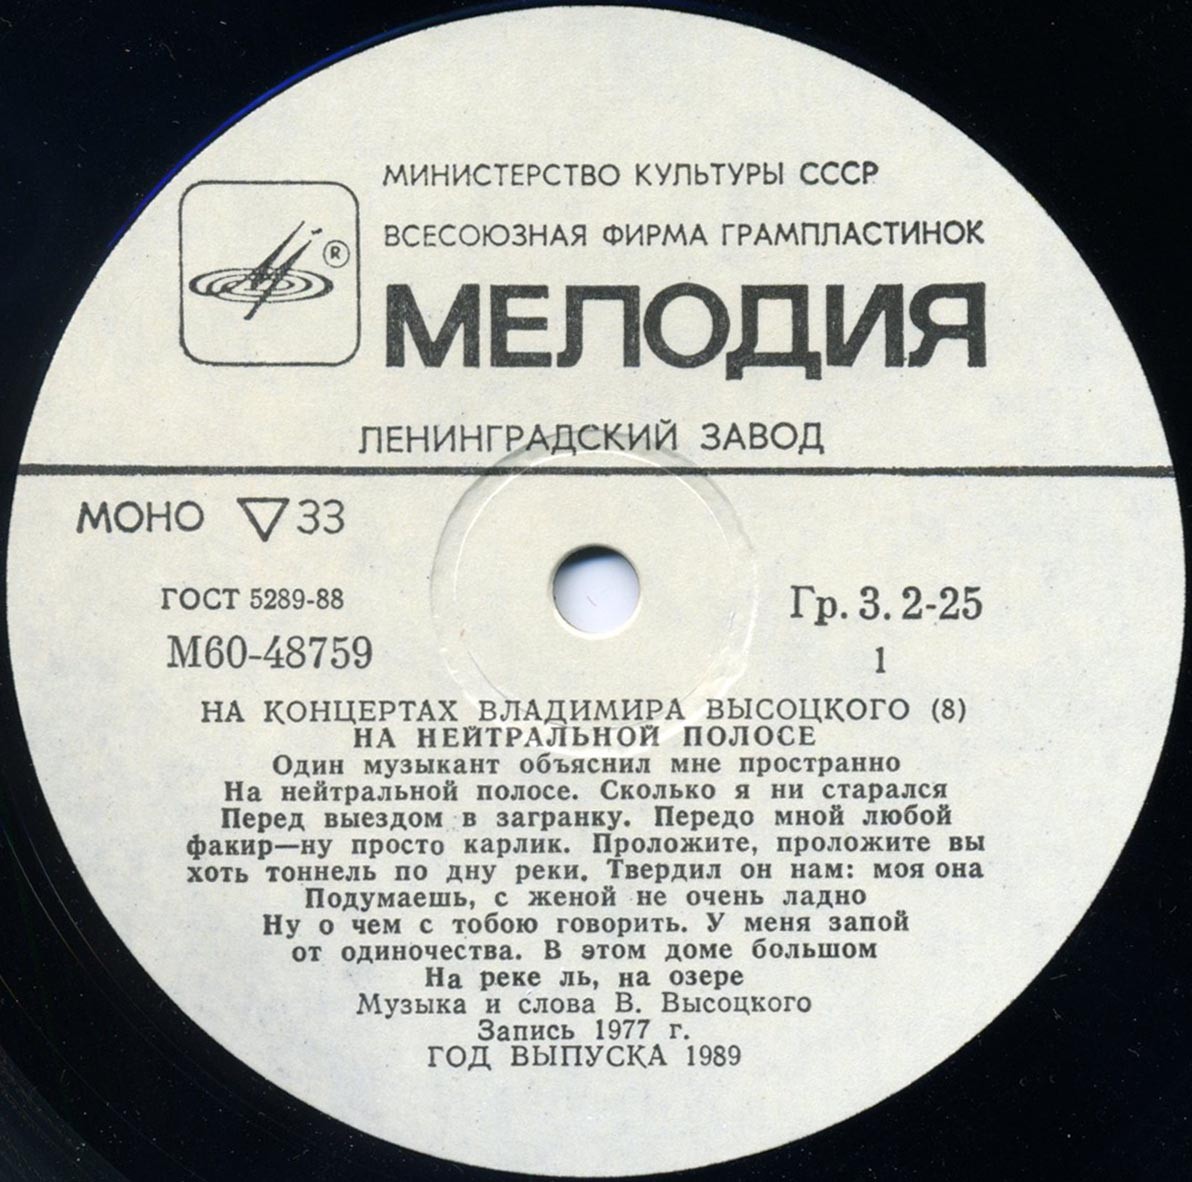 МИНИСТЕРСТВО КУЛЬТУРЫ СССР
ВСЕСОЮЗНАЯ ФИРМА ГРАМПЛАСТИНОК
®
МЕЛОДИЯ
ЛЕНИНГРАДСКИЙ ЗАВОД
МОНО ▽ 33
ГОСТ 5289-88
Гр. 3. 2-25
М60-48759
1
НА КОНЦЕРТАХ ВЛАДИМИРА ВЫСОЦКОГО (8)
НА НЕЙТРАЛЬНОЙ ПОЛОСЕ
Один музыкант объяснил мне пространно
На нейтральной полосе. Сколько я ни старался
Перед выездом в загранку. Передо мной любой
факир—ну просто карлик. Проложите, проложите вы
хоть тоннель по дну реки. Твердил он нам: моя она
Подумаешь, с женой не очень ладно
Ну о чем с тобою говорить. У меня запой
от одиночества. В этом доме большом
На реке ль, на озере
Музыка и слова В. Высоцкого
Запись 1977 г.
ГОД ВЫПУСКА 1989